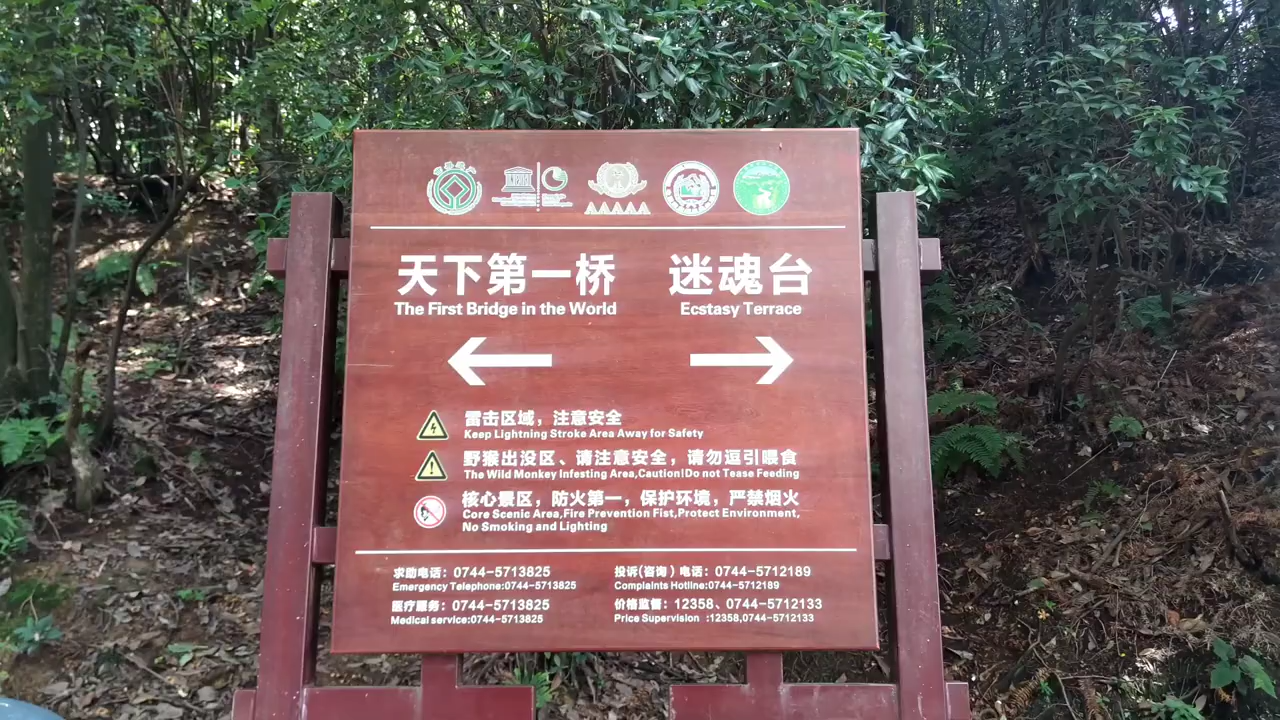 天下第一桥
The First Bridge in the World
迷魂台
Ecstasy Terrace
雷击区域，注意安全
Keep Lightning Stroke Area Away for Safety
野猴出没区、请注意安全，请勿逗引喂食
The Wild Monkey Infesting Area,Caution!Do not Tease Feeding
核心景区，防火第一，保护环境，严禁烟火
Core Scenic Area,Fire Prevention Fist,Protect Environment,
No Smoking and Lighting
求助电话：0744-5713825
Emergency Telephone:0744-5713825
医疗服务：0744-5713825
Medical service:0744-5713825
投诉(咨询）电话：0744-5712189
Complaints Hotline:0744-5712189
价格监督：12358、0744-5712133
Price Supervision :12358,0744-5712133